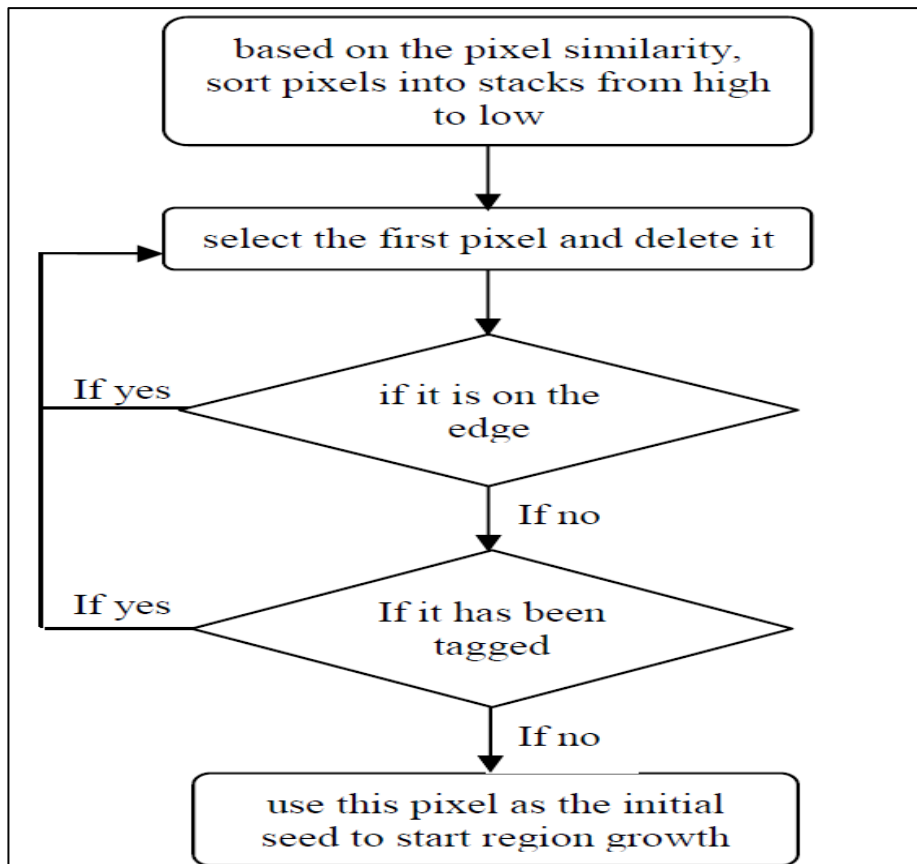 based on the pixel similarity,
sort pixels into stacks from high
to low
select the first pixel and delete it
If yes
if it is on the
edge
If no
If yes
If it has been
tagged
If no
use this pixel as the initial
seed to start region growth